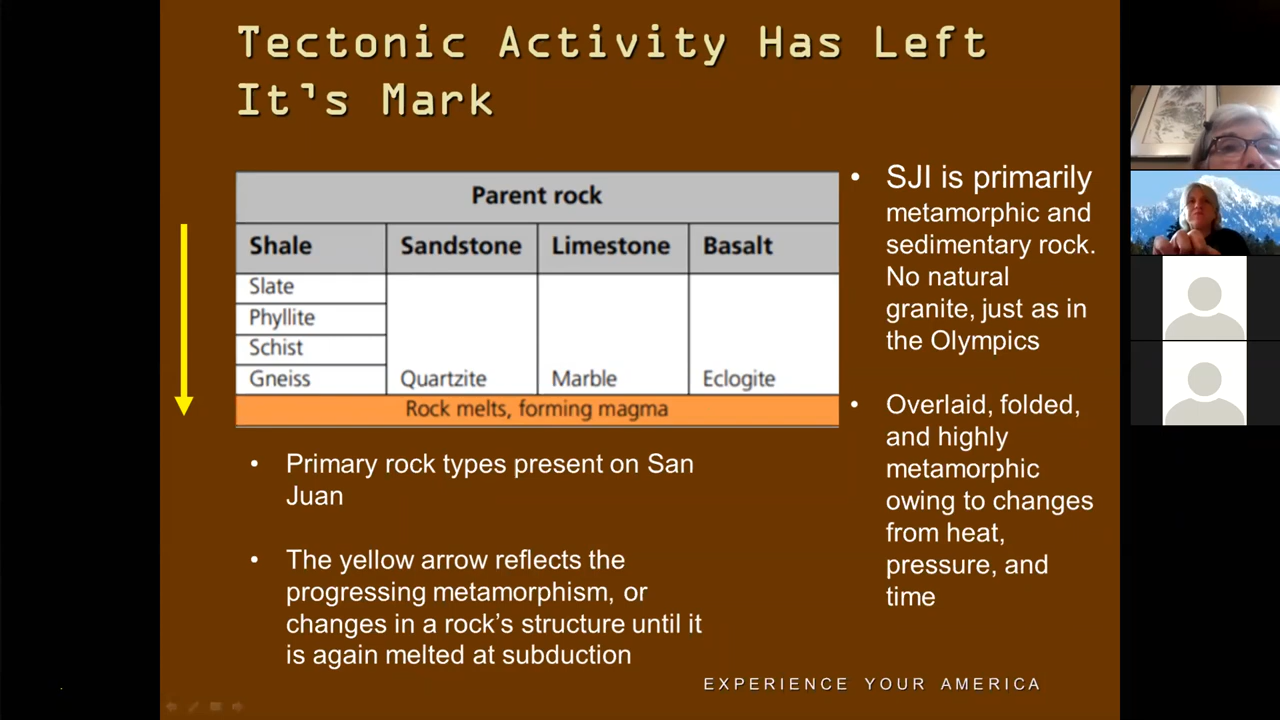 Tectonic Activity Has Left
It's Mark
Parent rock
Shale Sandstone Limestone Basalt
Slate
Phyllite
Schist
Gneiss Quartzite Marble Eclogite
Rock melts, forming magma
• Primary rock types present on San
Juan
• The yellow arrow reflects the
progressing metamorphism, or
changes in a rock's structure until it
is again melted at subduction
• SJI is primarily
metamorphic and
sedimentary rock.
No natural
granite, just as in
the Olympics
• Overlaid, folded,
and highly
metamorphic
owing to changes
from heat,
pressure, and
time
EXPERIENCE YOUR AMERICA